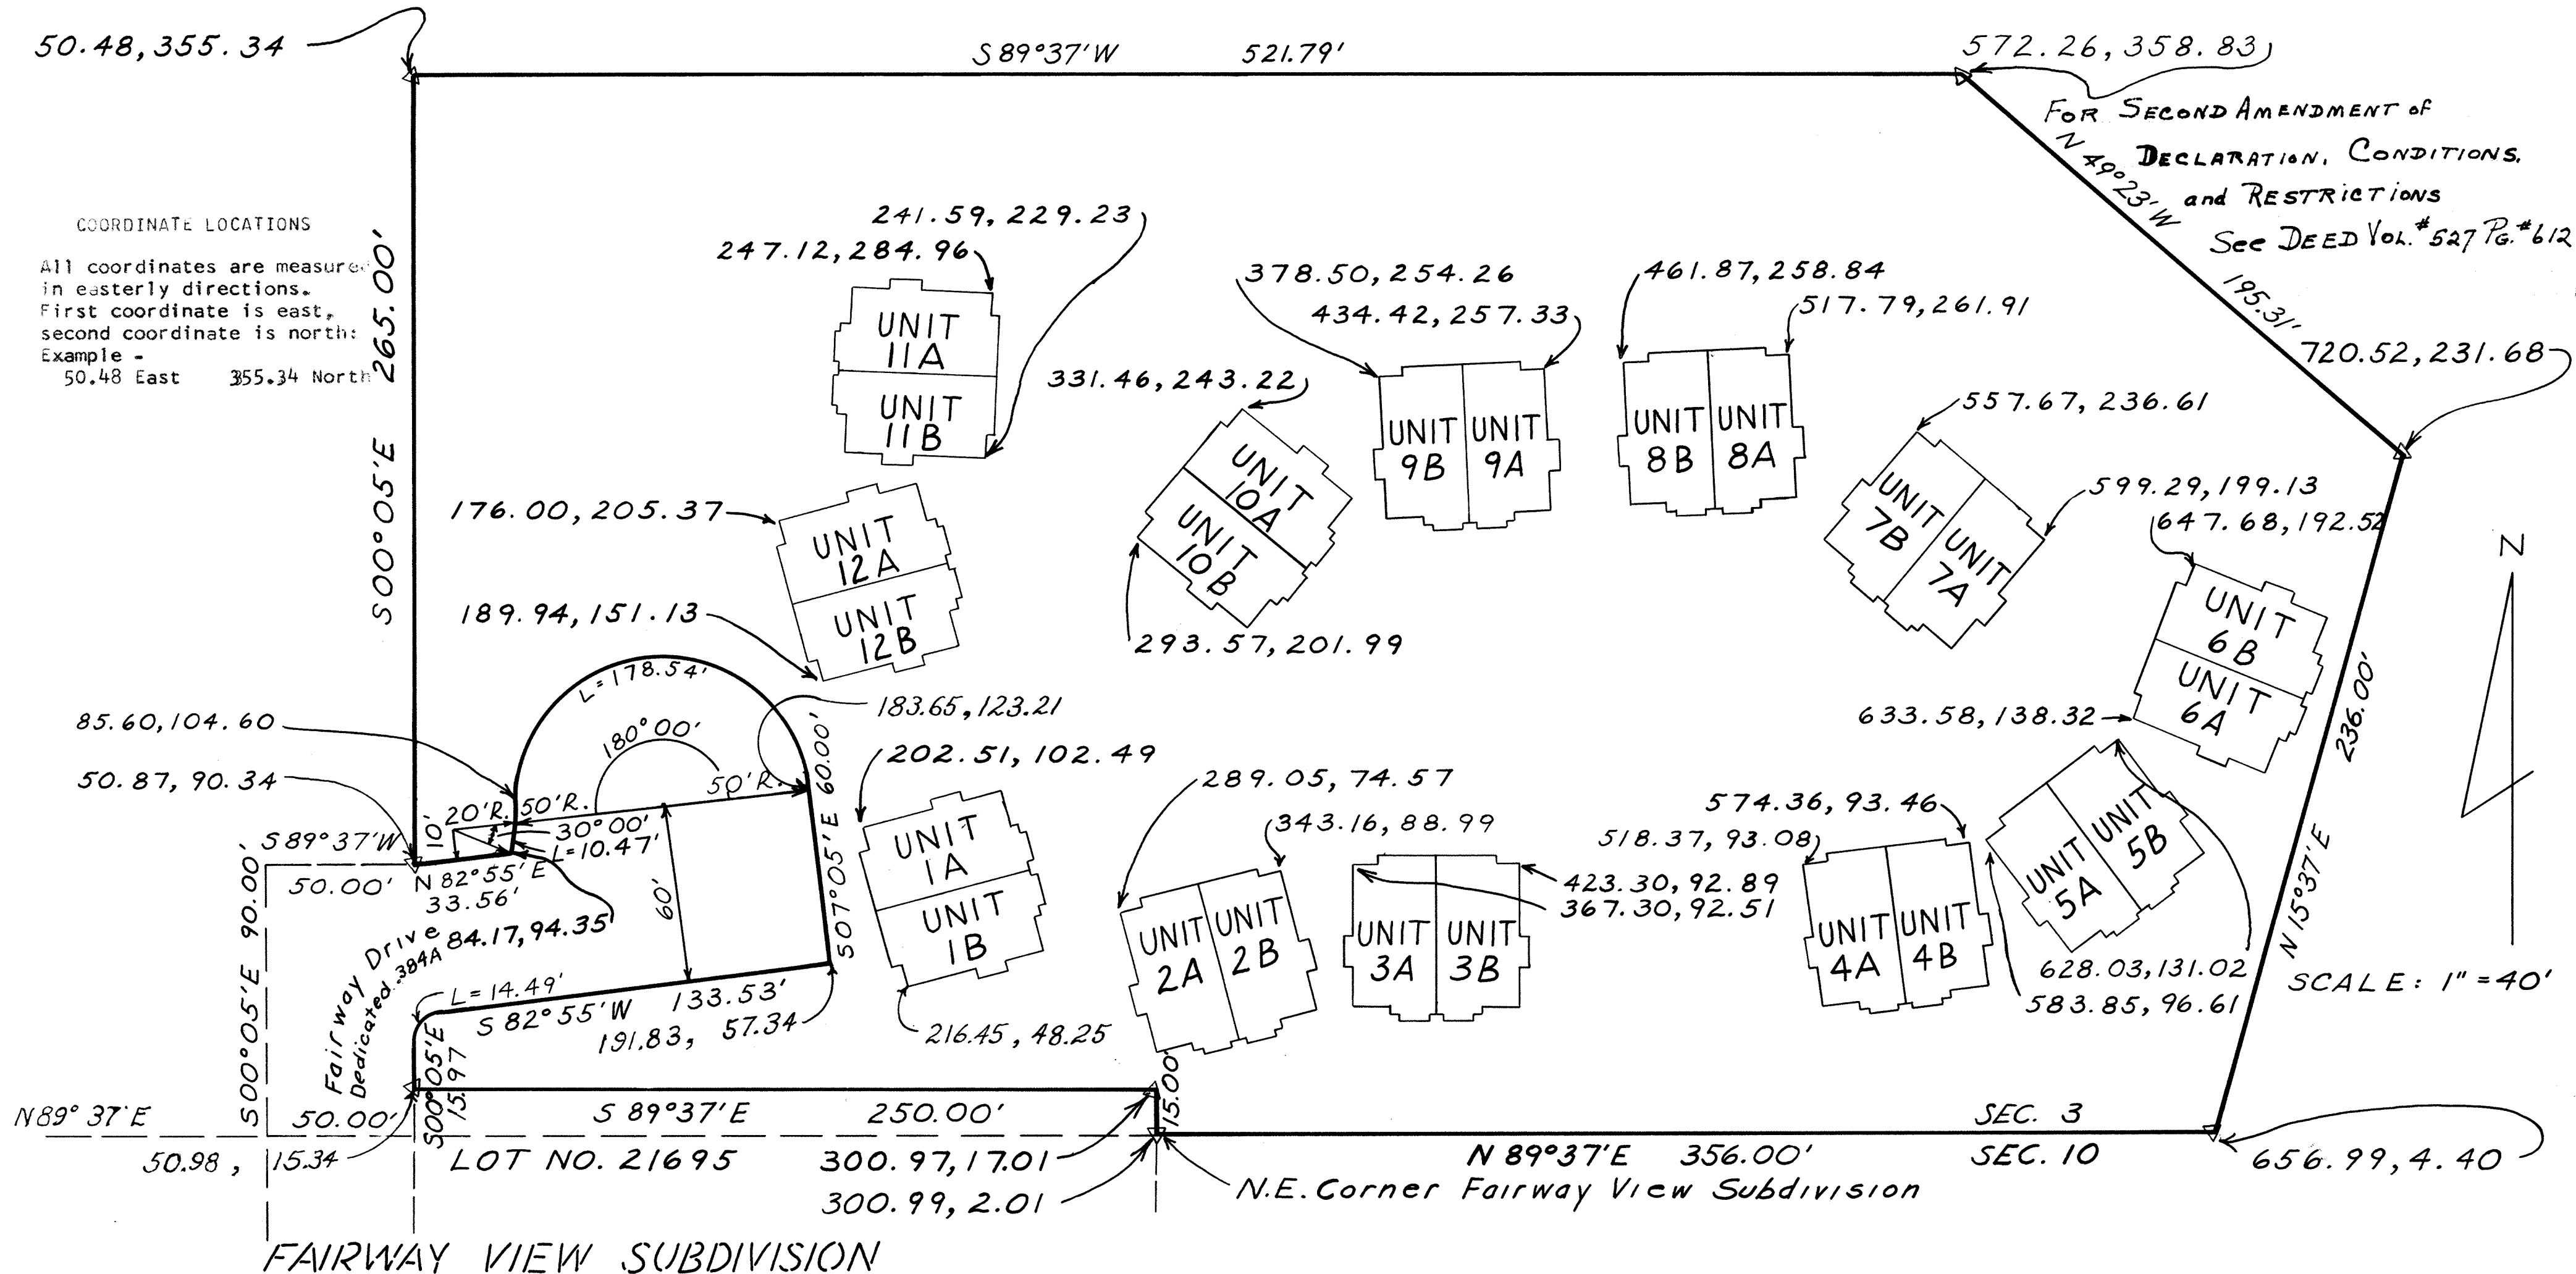 50.48, 355.34
S 89°37'W 521.79'
572.26, 358.83
FOR SECOND AMENDMENT of
DECLARATION, CONDITIONS,
and RESTRICTIONS
See DEED VOL.#527 PG.#612
N 49°23'W
195.31'
720.52, 231.68
COORDINATE LOCATIONS
All coordinates are measured
in easterly directions.
First coordinate is east,
second coordinate is north:
Example -
50.48 East 355.34 North
S00°05'E 265.00'
241.59, 229.23
247.12, 284.96
UNIT
11A
UNIT
11B
378.50, 254.26
434.42, 257.33
331.46, 243.22
461.87, 258.84
517.79, 261.91
UNIT
9B
UNIT
9A
UNIT
8B
UNIT
8A
557.67, 236.61
599.29, 199.13
647.68, 192.52
UNIT
7B
UNIT
7A
UNIT
10A
UNIT
10B
293.57, 201.99
176.00, 205.37
UNIT
12A
UNIT
12B
189.94, 151.13
N
UNIT
6B
UNIT
6A
633.58, 138.32
236.00'
N 15°37'E
L=178.54'
180°00'
183.65, 123.21
85.60, 104.60
50.87, 90.34
50'R.
S07°05'E 60.00'
202.51, 102.49
289.05, 74.57
343.16, 88.99
574.36, 93.46
518.37, 93.08
423.30, 92.89
367.30, 92.51
10'
20'R.
50'R.
30°00'
L=10.47'
S 89°37'W
50.00'
N 82°55'E
33.56'
84.17, 94.35
60'
S00°05'E 90.00'
Fairway Drive
Dedicated .384A
UNIT
1A
UNIT
1B
UNIT
2A
UNIT
2B
UNIT
3A
UNIT
3B
UNIT
4A
UNIT
4B
UNIT
5A
UNIT
5B
628.03, 131.02
583.85, 96.61
SCALE: 1" = 40'
L=14.49'
S 82°55'W 133.53'
191.83, 57.34
216.45, 48.25
S00°05'E
15.97
15.00'
N89°37'E
50.00'
S 89°37'E 250.00'
SEC. 3
50.98, 15.34
LOT NO. 21695
300.97, 17.01
N 89°37'E 356.00'
SEC. 10
656.99, 4.40
300.99, 2.01
N.E. Corner Fairway View Subdivision
FAIRWAY VIEW SUBDIVISION